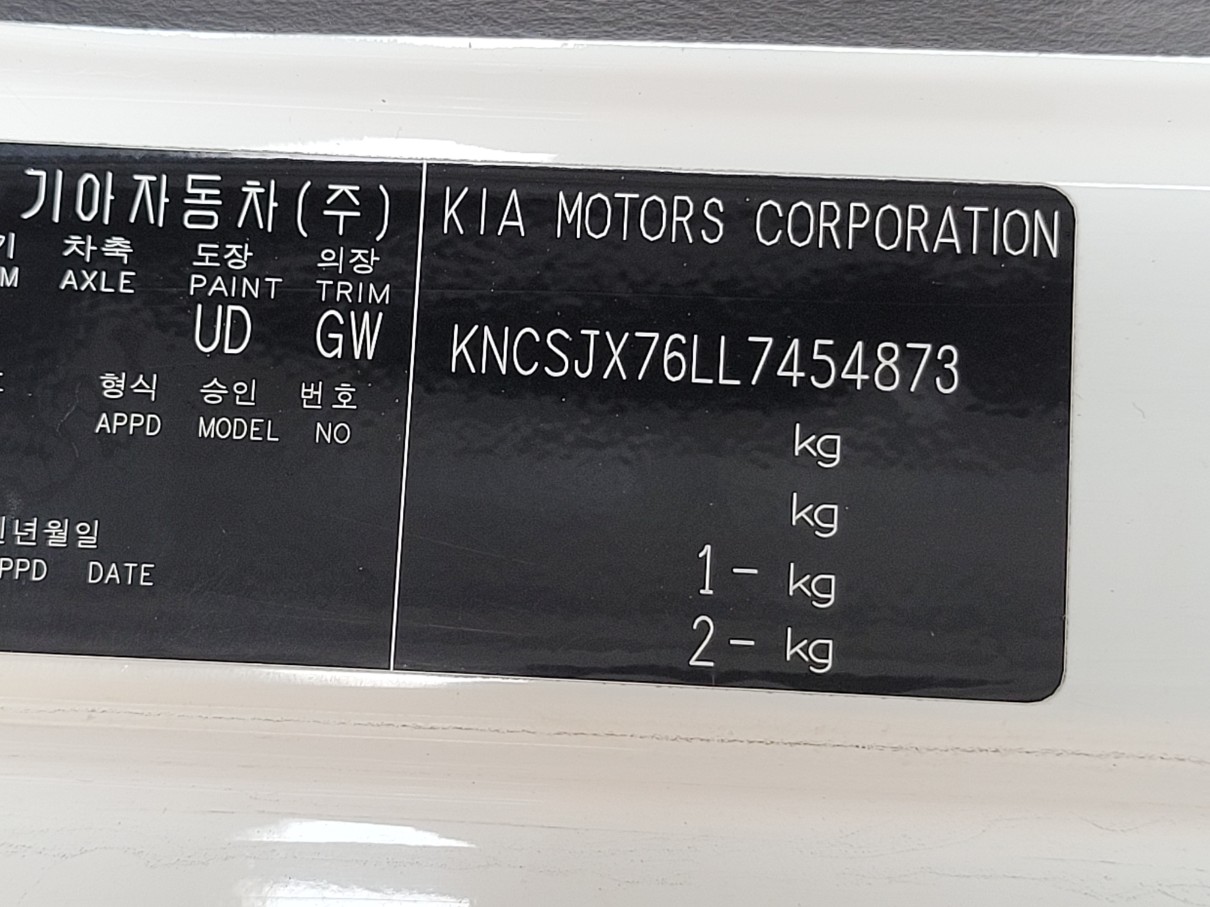 기아자동차(주) KIA MOTORS CORPORATION
기 차축 도장 의장
M AXLE PAINT TRIM
UD GW KNCSJX76LL7454873
형식 승인 번호
APPD MODEL NO
kg
kg
년월일
PPD DATE
1- kg
2- kg